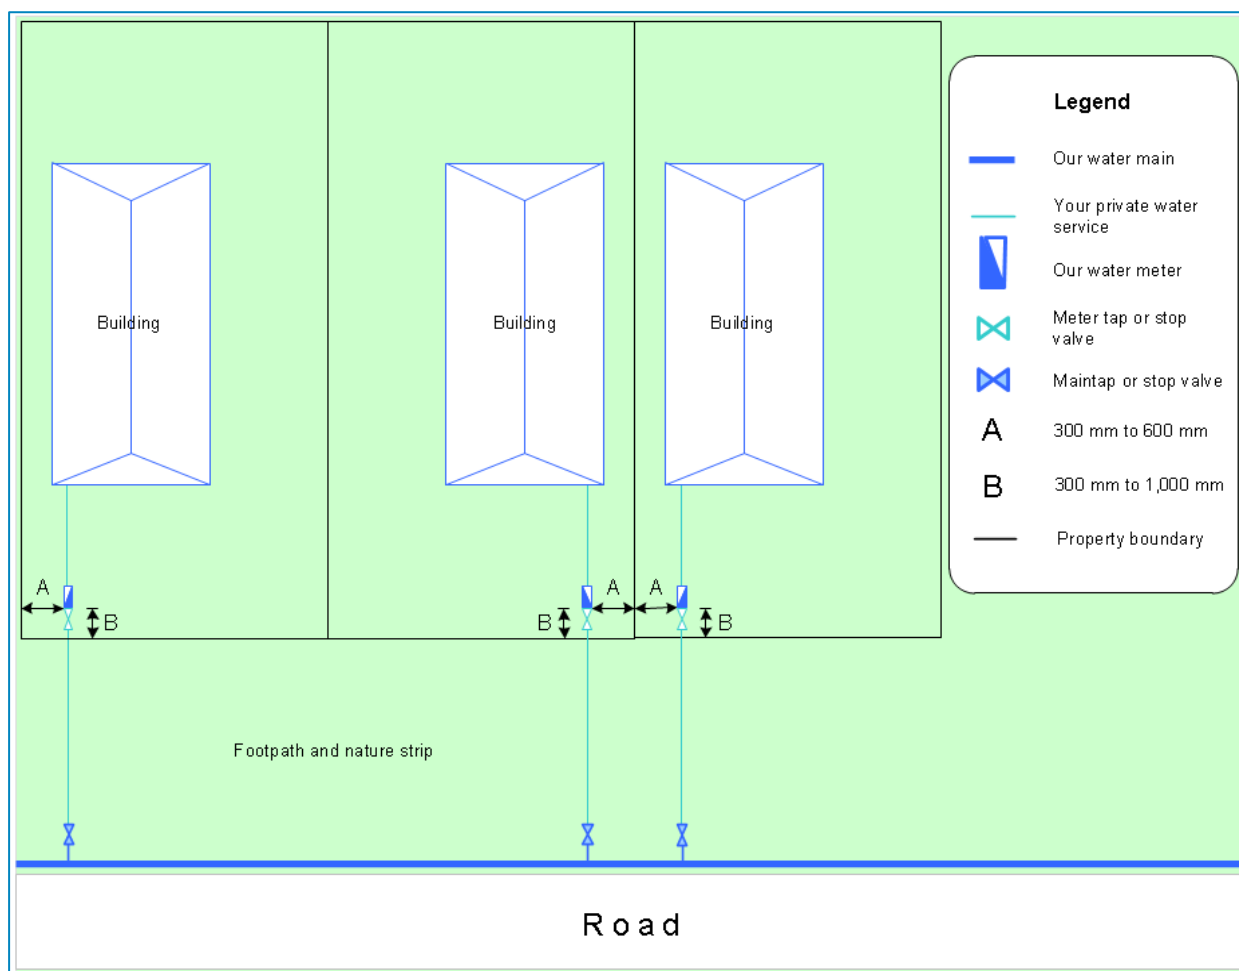 Legend
Our water main
Your private water
service
Our water meter
Meter tap or stop
valve
Maintap or stop valve
A
300 mm to 600 mm
B
300 mm to 1,000 mm
Property boundary
Building
Building
Building
A
A
A
B
B
B
Footpath and nature strip
Road